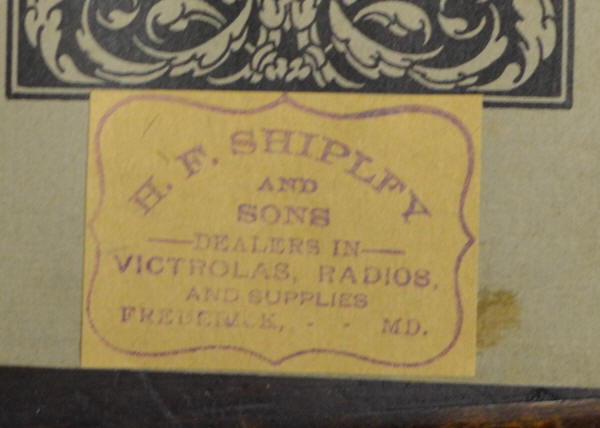 H. F. SHIPLEY
AND
SONS
DEALERS IN
VICTROLAS, RADIOS,
AND SUPPLIES
FREDERICK, - - MD.